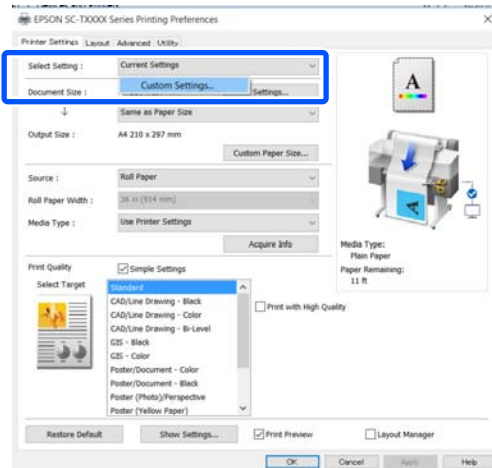 EPSON SC-TXXXX Series Printing Preferences
Printer Settings Layout Advanced Utility
Select Setting : Current Settings
Custom Settings...
Document Size : Settings...
Same as Paper Size
Output Size : A4 210 x 297 mm
Custom Paper Size...
Source : Roll Paper
Roll Paper Width : 36 in (914 mm)
Media Type : Use Printer Settings
Acquire Info
Media Type:
Plain Paper
Paper Remaining:
11 ft
Print Quality Simple Settings
Select Target
Standard
CAD/Line Drawing - Black
CAD/Line Drawing - Color
CAD/Line Drawing - Bi-Level
GIS - Black
GIS - Color
Poster/Document - Color
Poster/Document - Black
Poster (Photo)/Perspective
Poster (Yellow Paper)
Print with High Quality
A
Restore Default Show Settings... Print Preview Layout Manager
OK Cancel Apply Help